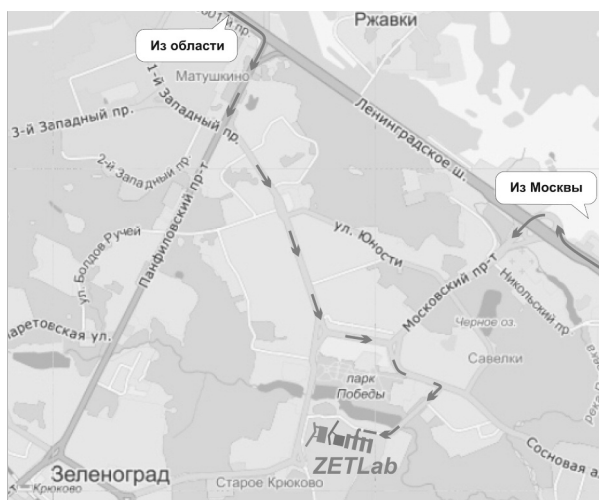 Ржавки
Из области
Матушкино
1-й Западный пр.
3-й Западный пр.
2-й Западный пр.
Ленинградское ш.
Из Москвы
ул. Юности
ул. Болдов Ручей
Панфиловский пр-т
Московский пр-т
Никольский пр.
Черное оз.
Савелки
парк
Победы
ZETLab
Зеленоград
Крюково
Старое Крюково
Сосновая а